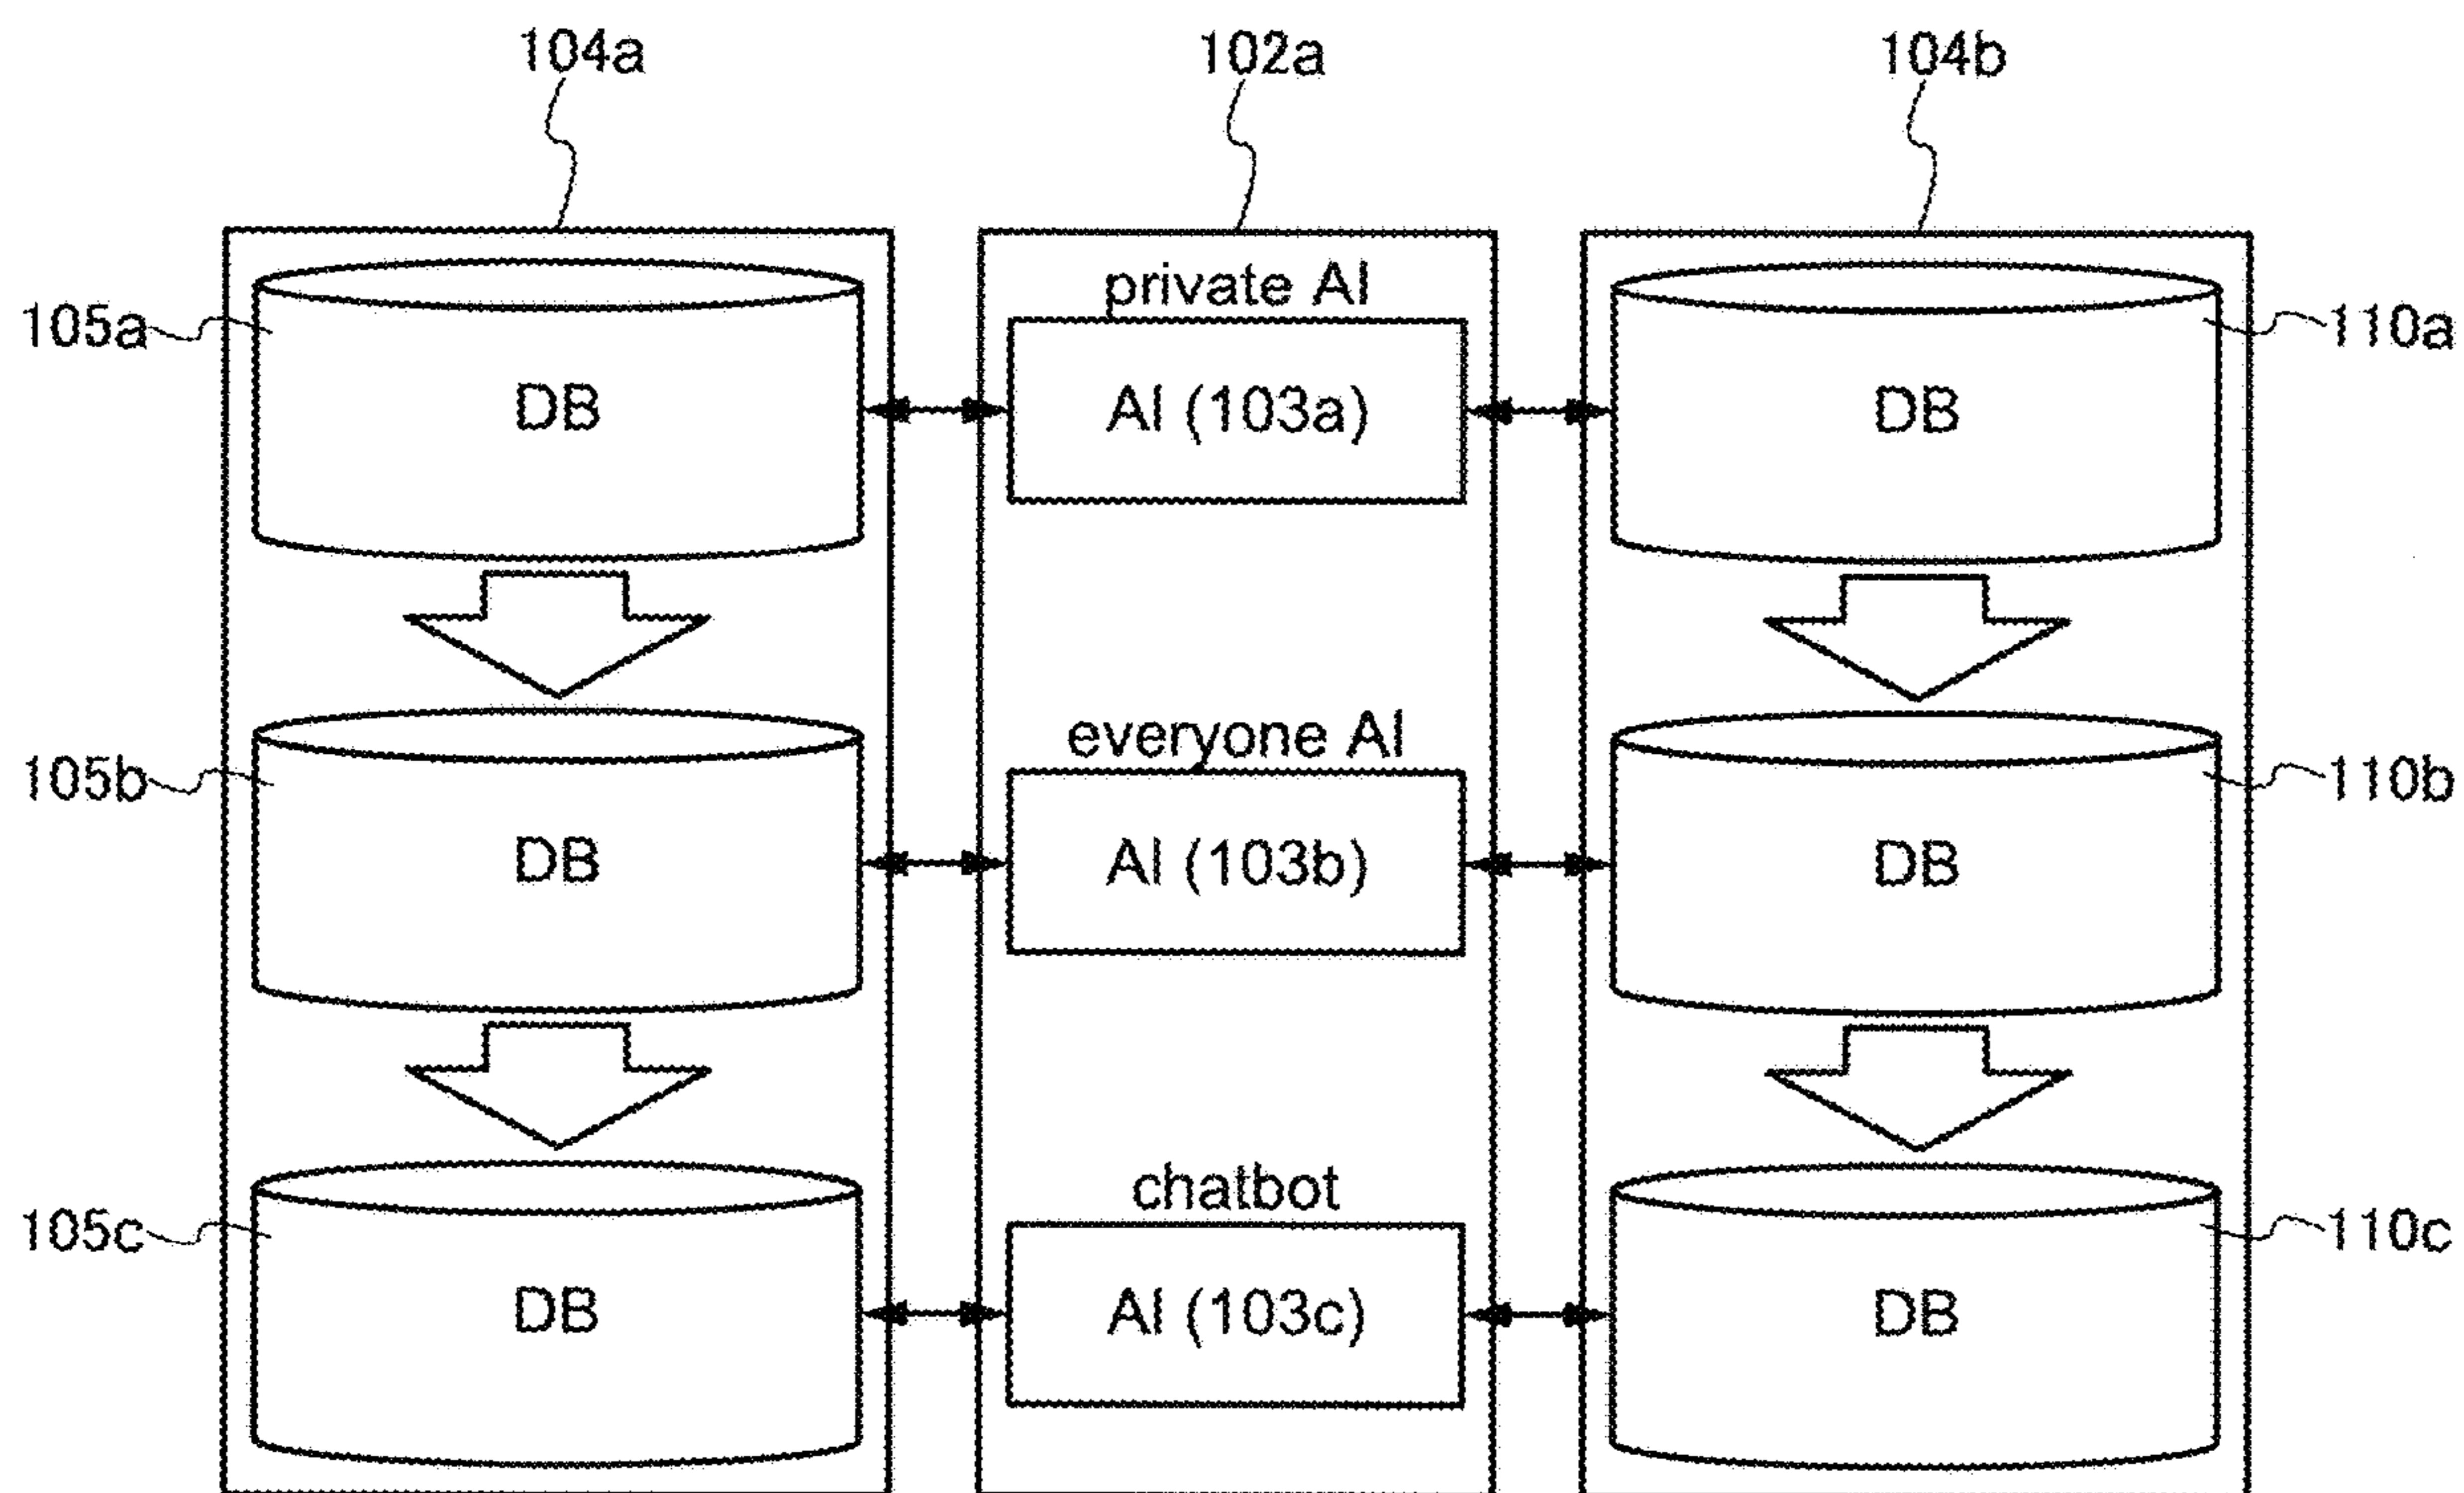 104a 102a 104b
private AI
105a 110a
DB AI (103a) DB
everyone AI
105b 110b
DB AI (103b) DB
chatbot
105c 110c
DB AI (103c) DB